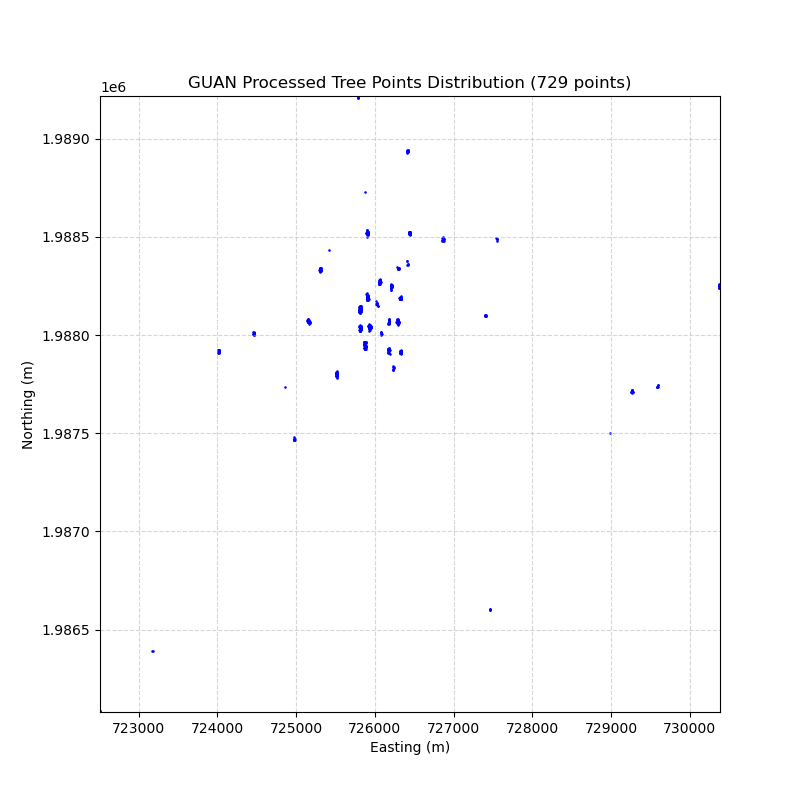 GUAN Processed Tree Points Distribution (729 points)
1e6
1.9890
1.9885
1.9880
1.9875
1.9870
1.9865
Northing (m)
723000 724000 725000 726000 727000 728000 729000 730000
Easting (m)